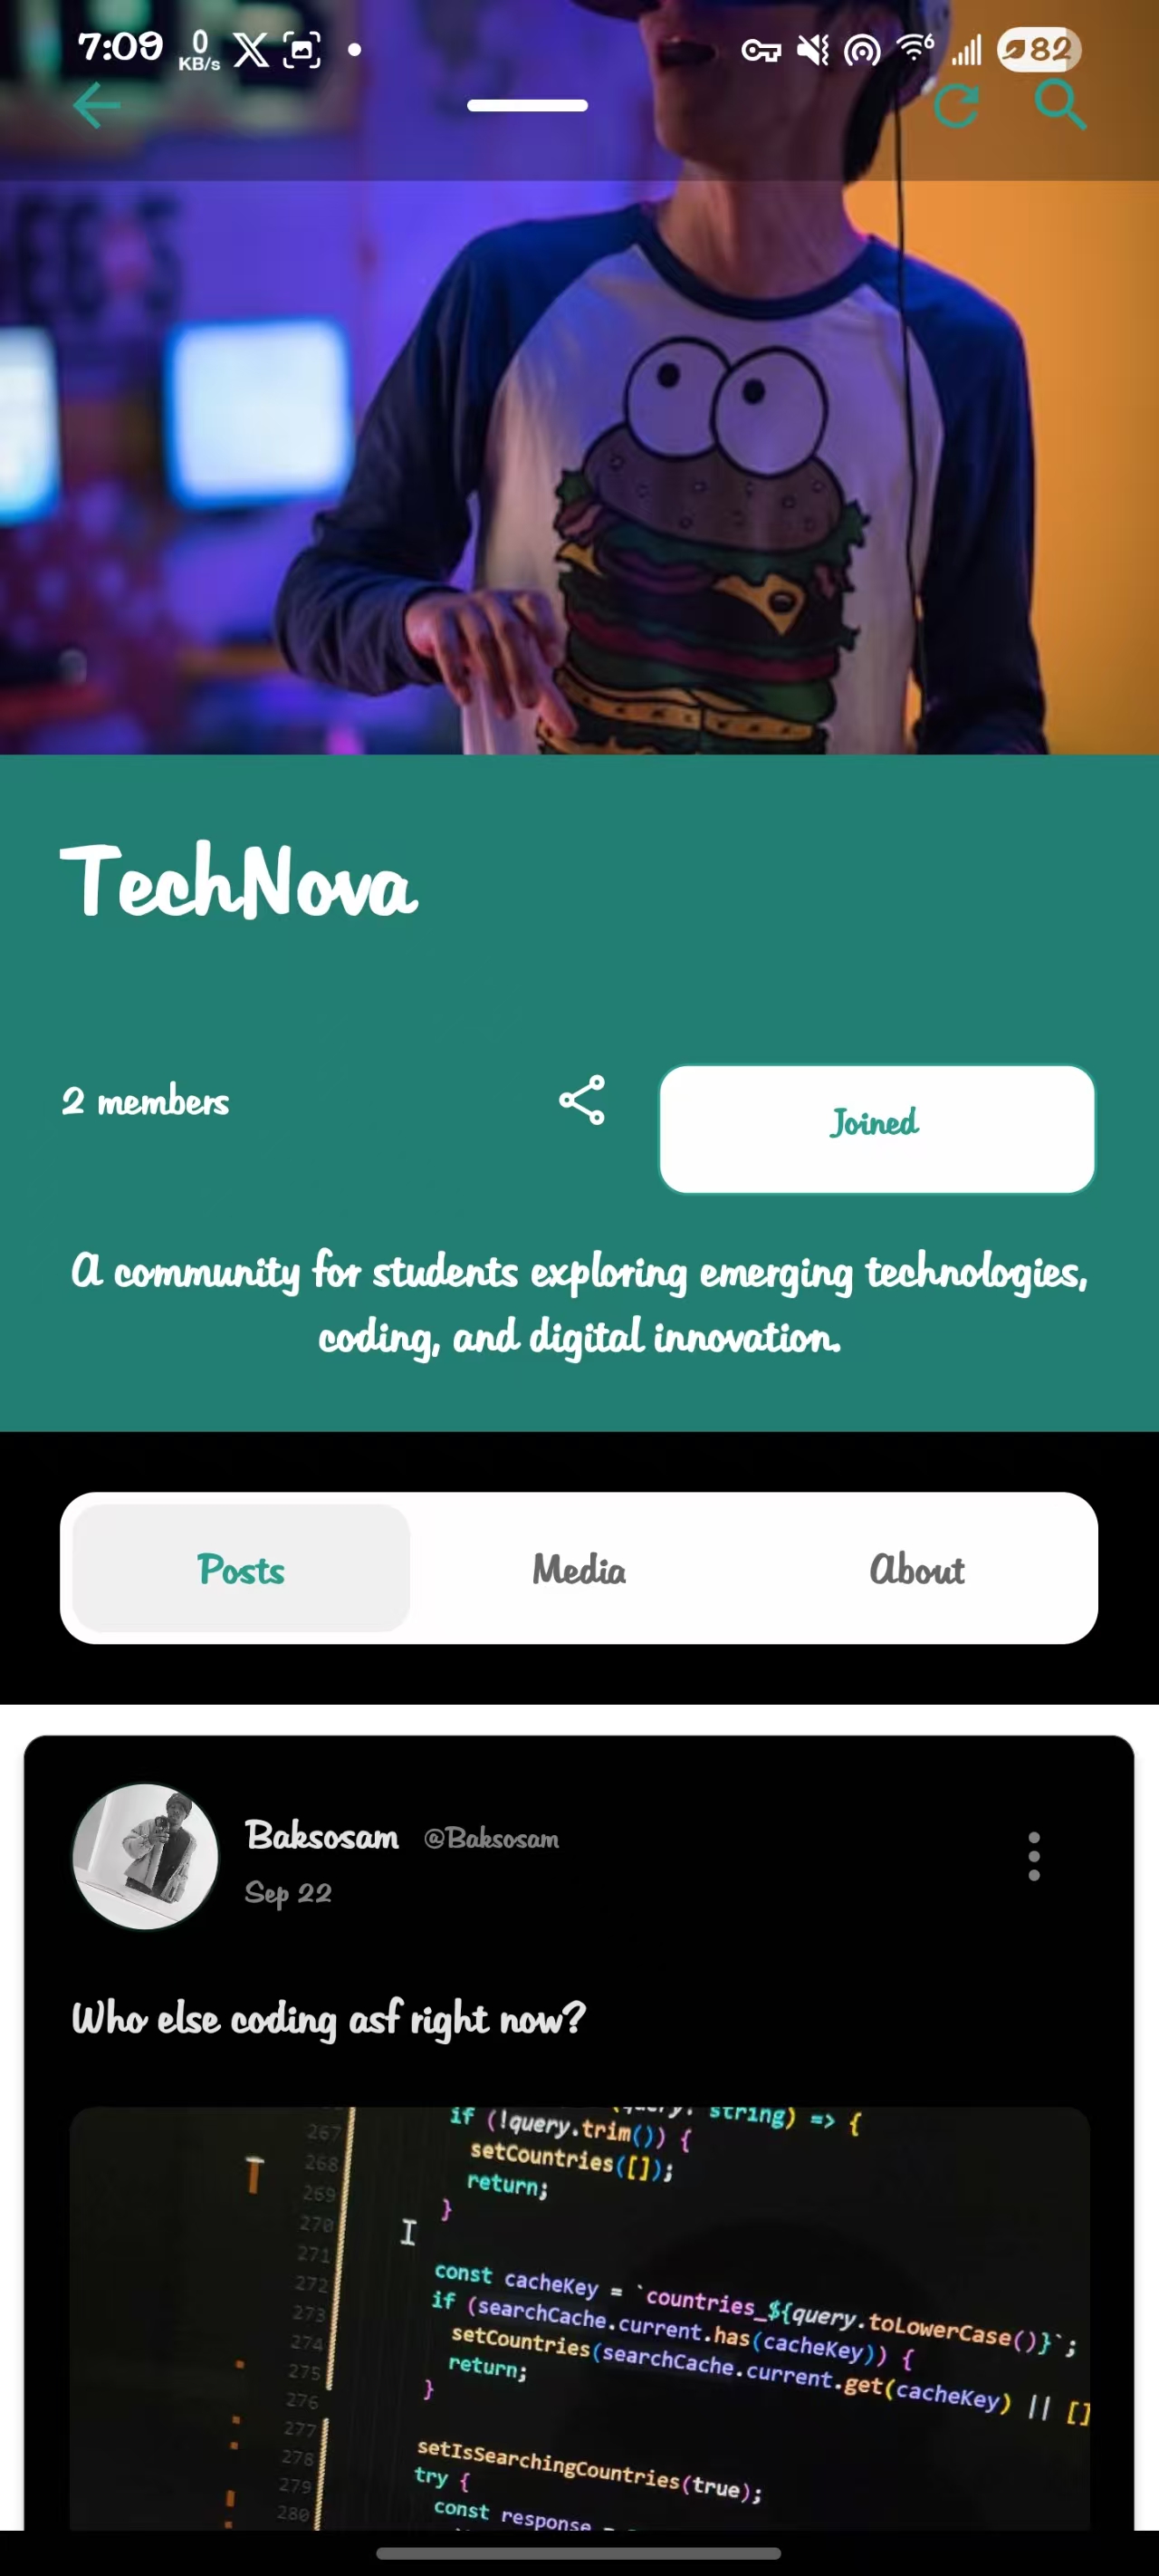 7:09 0 KB/s 6 82
TechNova
2 members
Joined
A community for students exploring emerging technologies,
coding, and digital innovation.
Posts Media About
Baksosam @Baksosam
Sep 22
Who else coding asf right now?
string) => {
267 if (!query.trim()) {
268 setCountries([]);
269 return;
270 }
271
272 const cacheKey = `countries_${query.toLowerCase()}`;
273 if (searchCache.current.has(cacheKey)) {
274 setCountries(searchCache.current.get(cacheKey) || []
275 return;
276 }
277
278 setIsSearchingCountries(true);
279 try {
280 const response